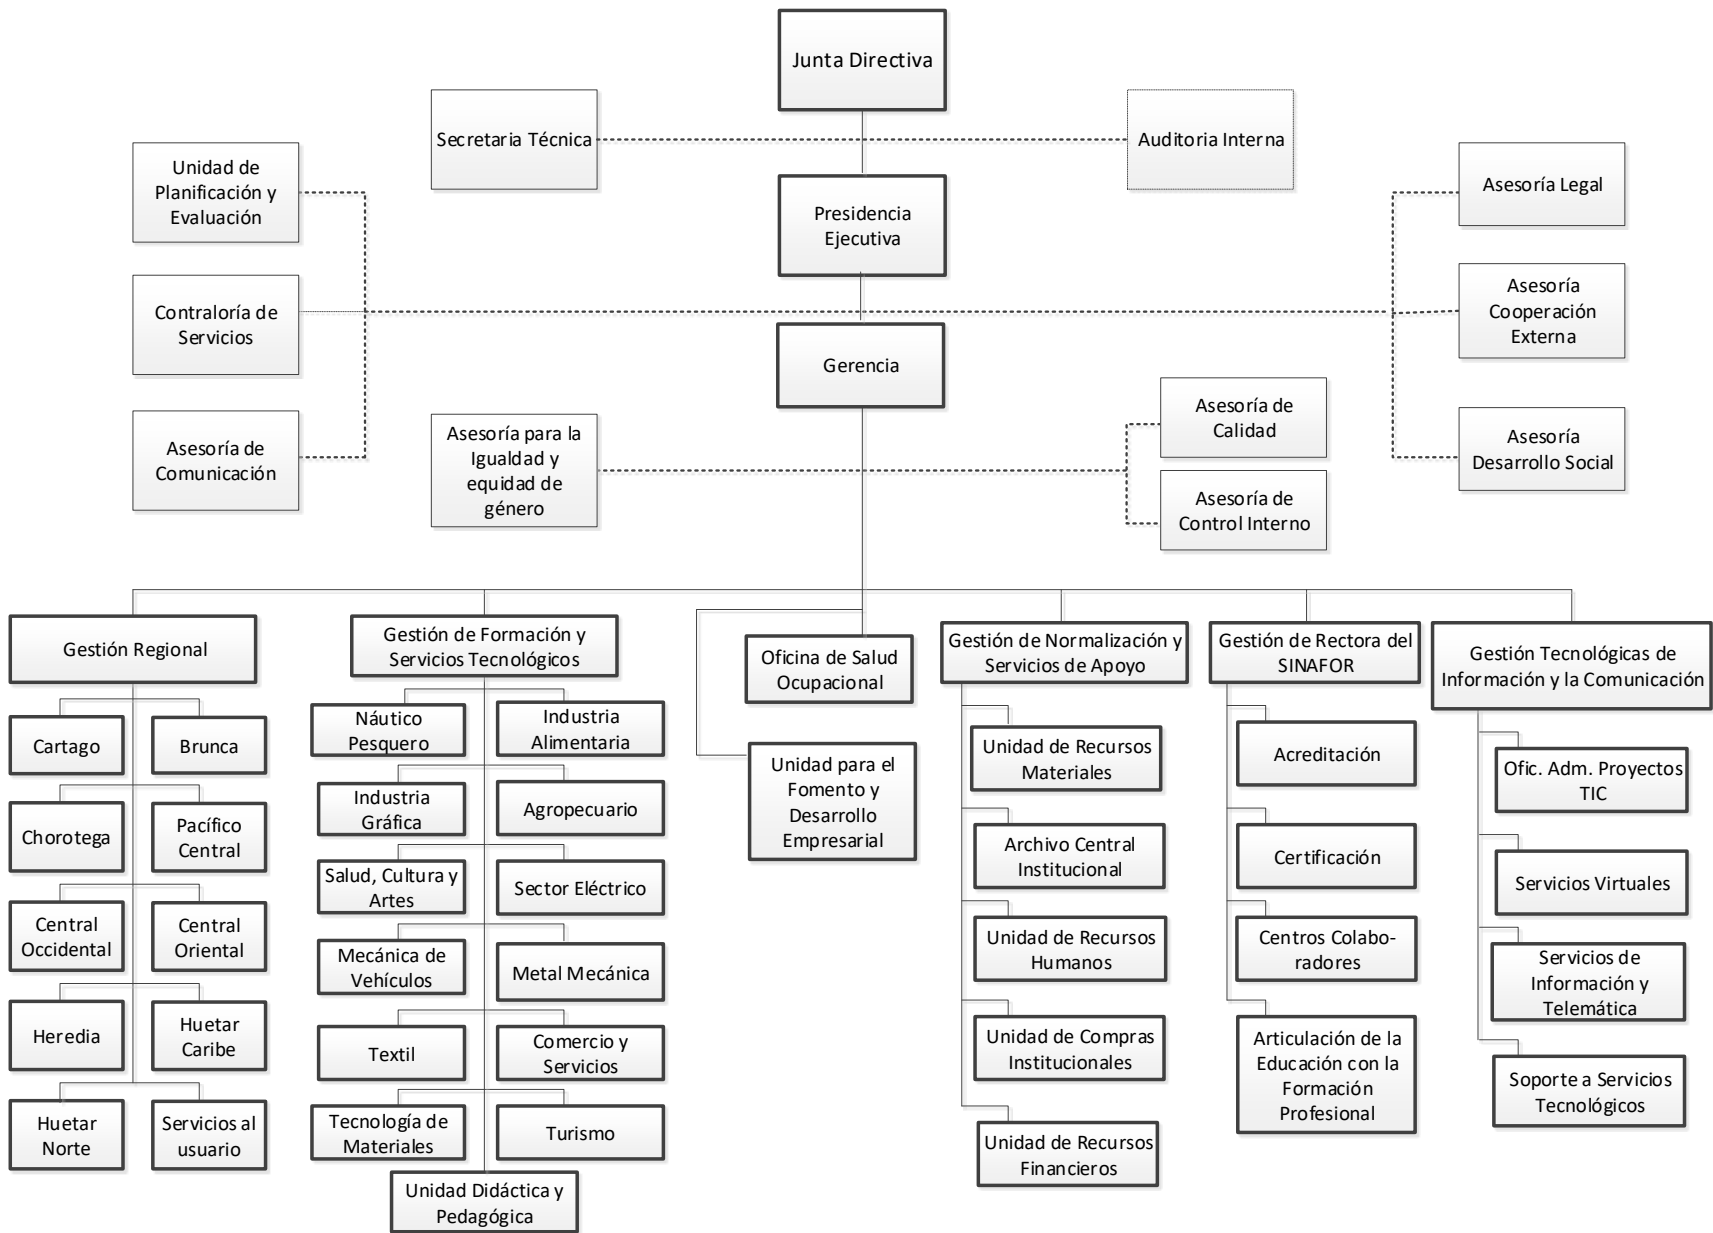 Junta Directiva
Secretaria Técnica
Auditoria Interna
Unidad de
Planificación y
Evaluación
Asesoría Legal
Presidencia
Ejecutiva
Contraloría de
Servicios
Asesoría
Cooperación
Externa
Gerencia
Asesoría de
Comunicación
Asesoría para la
Igualdad y
equidad de
género
Asesoría de
Calidad
Asesoría de
Control Interno
Asesoría
Desarrollo Social
Gestión Regional
Cartago
Brunca
Chorotega
Pacífico
Central
Central
Occidental
Central
Oriental
Heredia
Huetar
Caribe
Huetar
Norte
Servicios al
usuario
Gestión de Formación y
Servicios Tecnológicos
Náutico
Pesquero
Industria
Alimentaria
Industria
Gráfica
Agropecuario
Salud, Cultura y
Artes
Sector Eléctrico
Mecánica de
Vehículos
Metal Mecánica
Textil
Comercio y
Servicios
Tecnología de
Materiales
Turismo
Unidad Didáctica y
Pedagógica
Oficina de Salud
Ocupacional
Unidad para el
Fomento y
Desarrollo
Empresarial
Gestión de Normalización y
Servicios de Apoyo
Unidad de Recursos
Materiales
Archivo Central
Institucional
Unidad de Recursos
Humanos
Unidad de Compras
Institucionales
Unidad de Recursos
Financieros
Gestión de Rectora del
SINAFOR
Acreditación
Certificación
Centros Colabo-
radores
Articulación de la
Educación con la
Formación
Profesional
Gestión Tecnológicas de
Información y la Comunicación
Ofic. Adm. Proyectos
TIC
Servicios Virtuales
Servicios de
Información y
Telemática
Soporte a Servicios
Tecnológicos